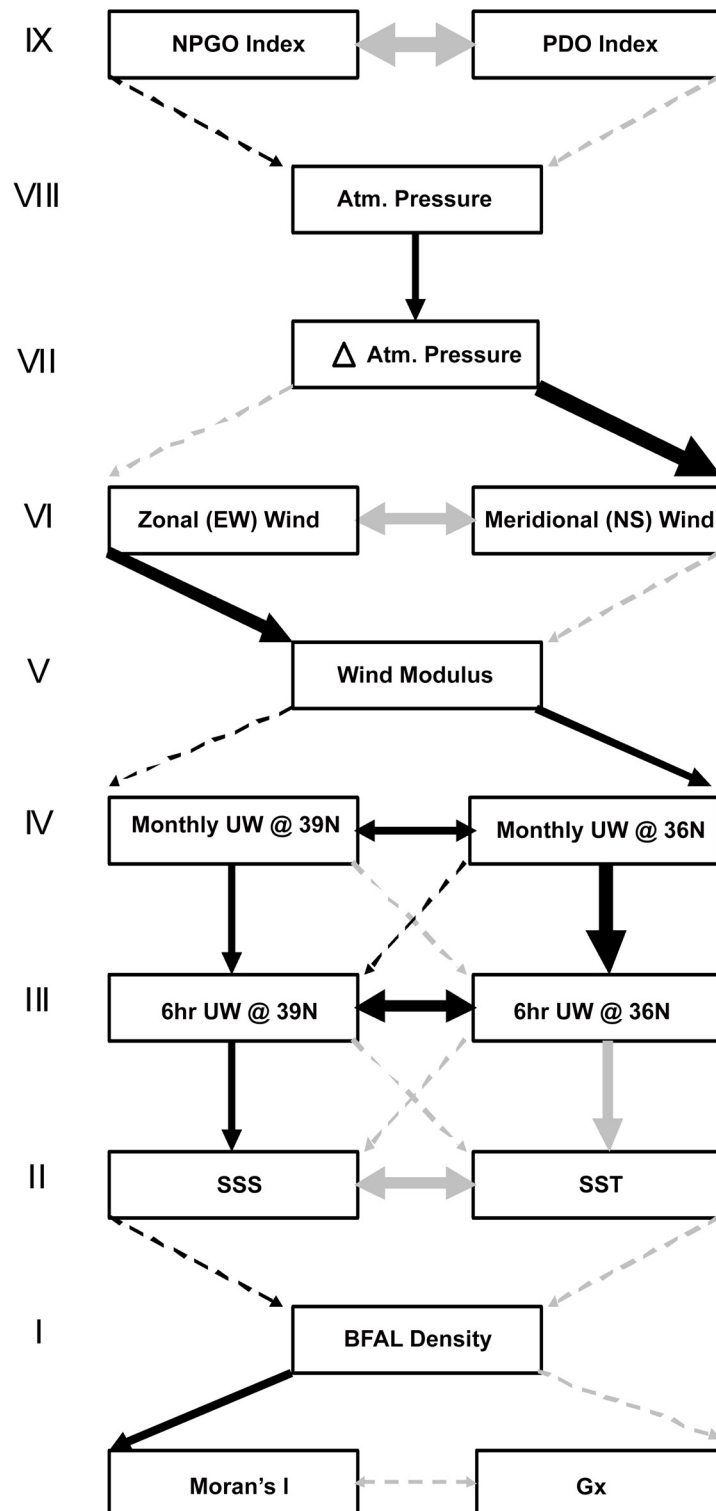 IX
NPGO Index
PDO Index
VIII
Atm. Pressure
VII
Δ Atm. Pressure
VI
Zonal (EW) Wind
Meridional (NS) Wind
V
Wind Modulus
IV
Monthly UW @ 39N
Monthly UW @ 36N
III
6hr UW @ 39N
6hr UW @ 36N
II
SSS
SST
I
BFAL Density
Moran's I
Gx